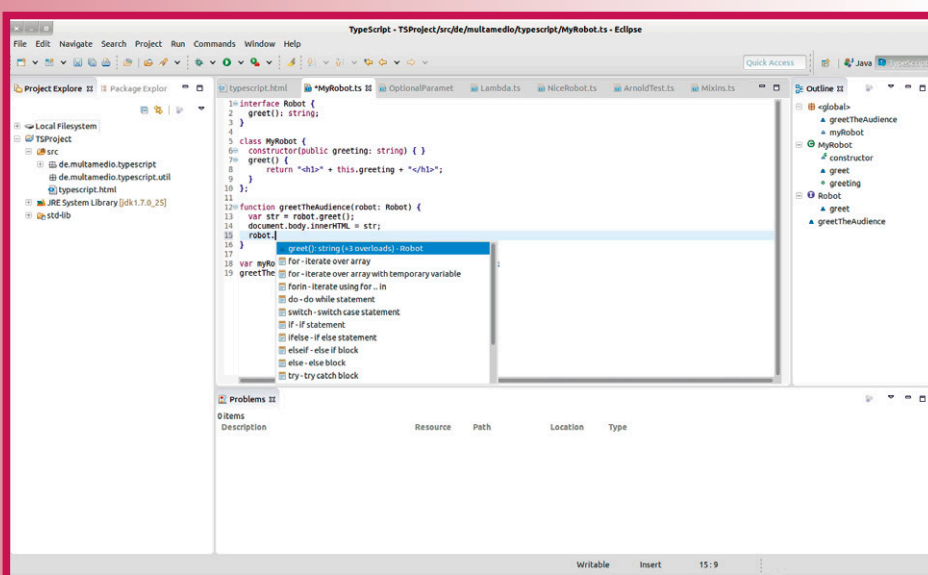 TypeScript - TSProject/src/de/multamedio/typescript/MyRobot.ts - Eclipse
File Edit Navigate Search Project Run Commands Window Help
Quick Access Java TypeScript
Project Explore Package Explor
Local Filesystem
TSProject
src
de.multamedio.typescript
de.multamedio.typescript.util
typescript.html
JRE System Library [jdk1.7.0_25]
std-lib
typescript.html *MyRobot.ts OptionalParamet Lambda.ts NiceRobot.ts ArnoldTest.ts Mixins.ts
1 interface Robot {
2 greet(): string;
3 }
4
5 class MyRobot {
6 constructor(public greeting: string) { }
7 greet() {
8 return "<h1>" + this.greeting + "</h1>";
9 }
10 };
11
12 function greetTheAudience(robot: Robot) {
13 var str = robot.greet();
14 document.body.innerHTML = str;
15 robot.
16 }
17
18 var myRo ;
19 greetThe
greet(): string (+3 overloads) - Robot
for - iterate over array
for - iterate over array with temporary variable
forin - iterate using for .. in
do - do while statement
switch - switch case statement
if - if statement
ifelse - if else statement
elseif - else if block
else - else block
try - try catch block
Outline
<global>
greetTheAudience
myRobot
MyRobot
constructor
greet
greeting
Robot
greet
greetTheAudience
Problems
0 items
Description Resource Path Location Type
Writable Insert 15 : 9